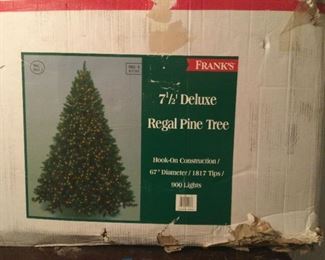 FRANK'S
7½' Deluxe
Regal Pine Tree
Hook-On Construction /
67" Diameter / 1817 Tips /
900 Lights